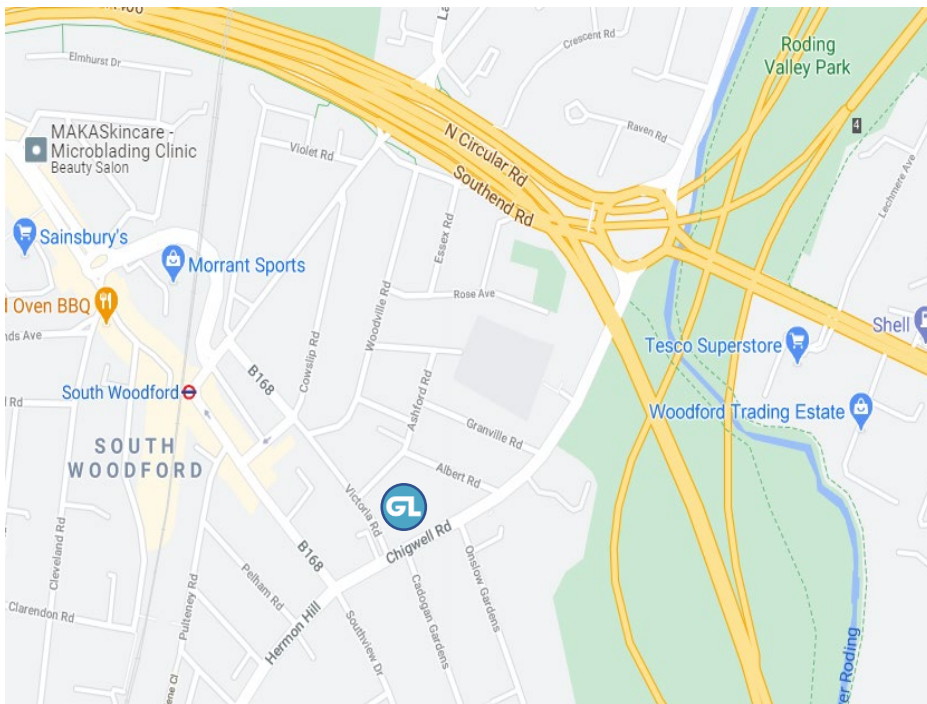 Elmhurst Dr
Crescent Rd
Roding
Valley Park
MAKASkincare -
Microblading Clinic
Beauty Salon
Violet Rd
N Circular Rd
Southend Rd
Raven Rd
4
Lechmere Ave
Sainsbury's
Morrant Sports
Essex Rd
Rose Ave
Woodville Rd
Oven BBQ
Shell
Tesco Superstore
Cowslip Rd
South Woodford
B168
Ashford Rd
Woodford Trading Estate
Granville Rd
SOUTH
WOODFORD
Albert Rd
GL
Victoria Rd
Chigwell Rd
Cleveland Rd
B168
Onslow Gardens
Pelham Rd
Cadogan Gardens
Clarendon Rd
Pulteney Rd
Hermon Hill
Southview Dr
Roding